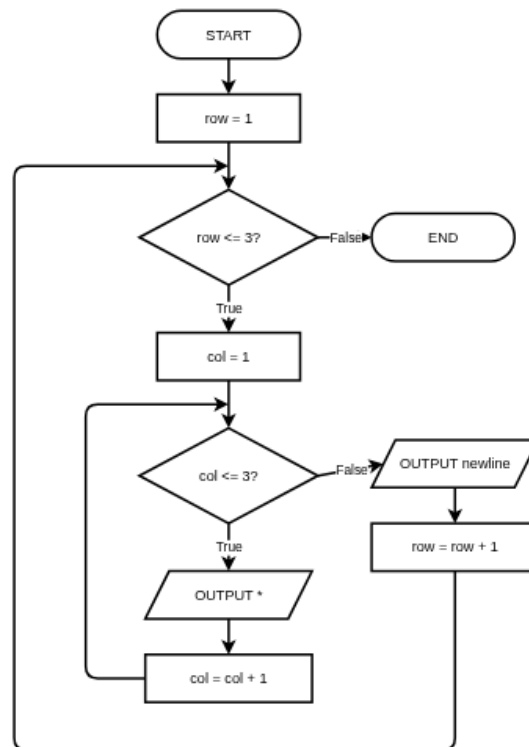 START
row = 1
row <= 3?
False
END
True
col = 1
col <= 3?
False
OUTPUT newline
True
row = row + 1
OUTPUT *
col = col + 1